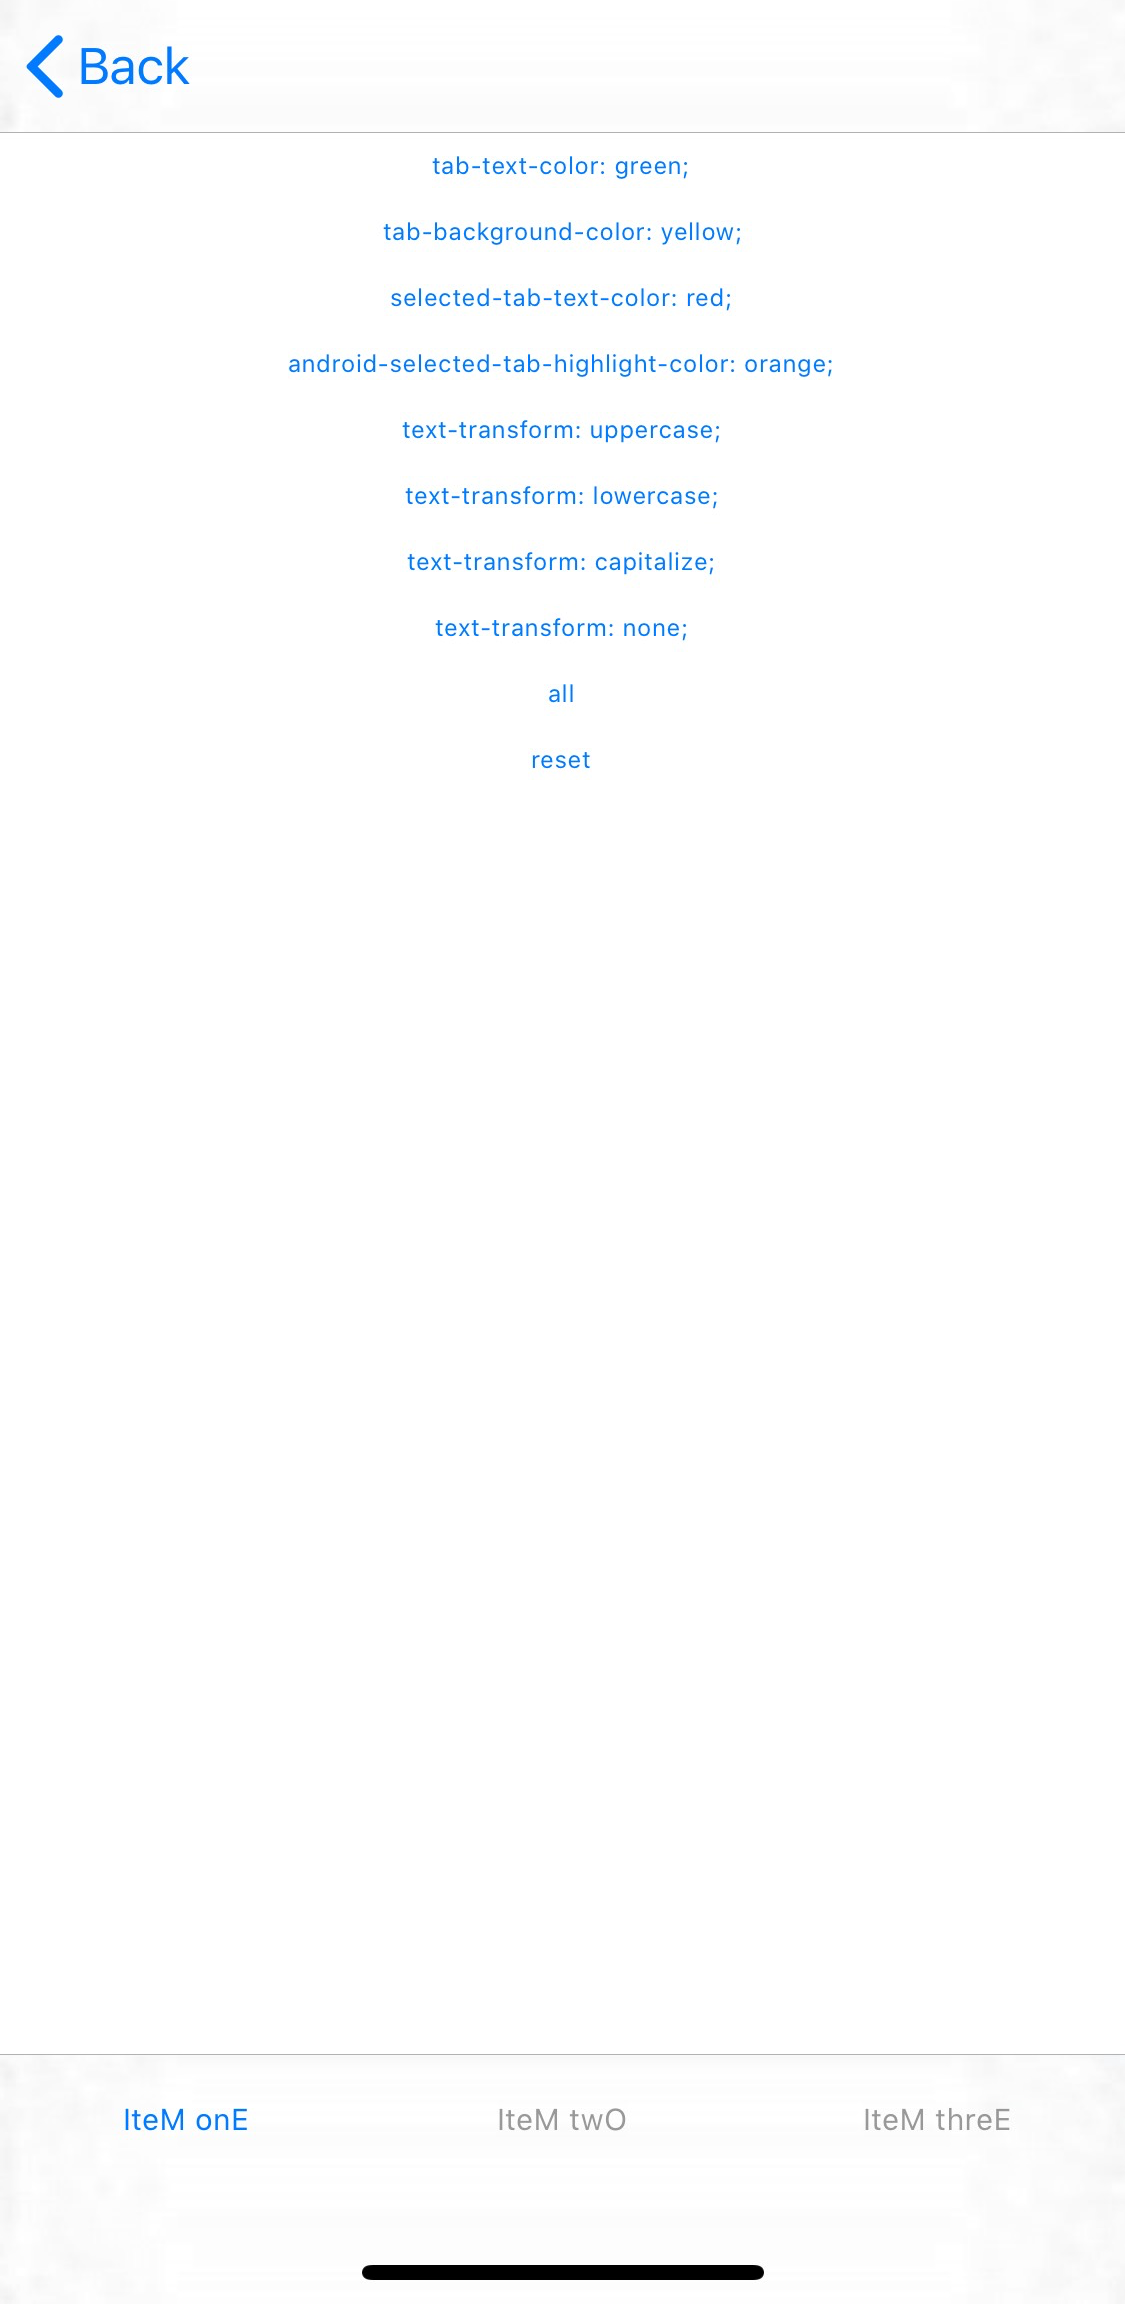 Back
tab-text-color: green;
tab-background-color: yellow;
selected-tab-text-color: red;
android-selected-tab-highlight-color: orange;
text-transform: uppercase;
text-transform: lowercase;
text-transform: capitalize;
text-transform: none;
all
reset
IteM onE
IteM twO
IteM threE